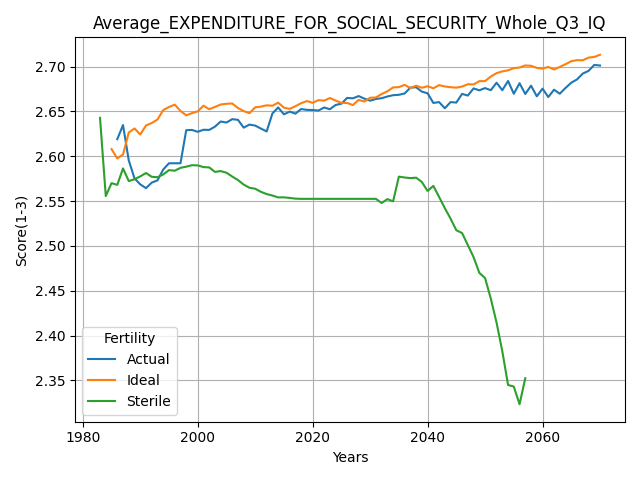 Average_EXPENDITURE_FOR_SOCIAL_SECURITY_Whole_Q3_IQ
Score(1-3)
2.70
2.65
2.60
2.55
2.50
2.45
2.40
2.35
Fertility
Actual
Ideal
Sterile
1980
2000
2020
2040
2060
Years